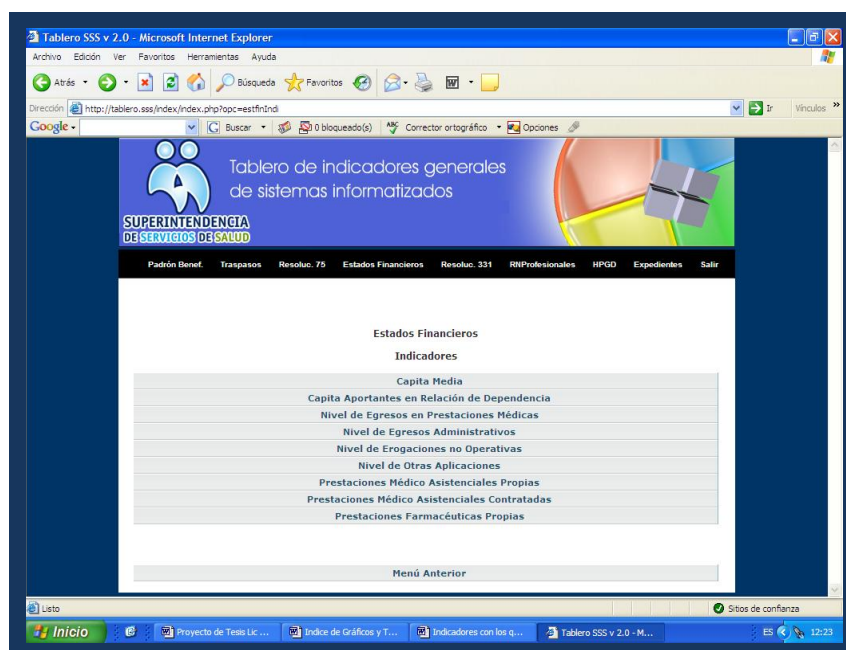 Tablero SSS v 2.0 - Microsoft Internet Explorer
Archivo Edición Ver Favoritos Herramientas Ayuda
Atrás Búsqueda Favoritos
Dirección http://tablero.sss/index/index.php?opc=estfinIndi Ir Vínculos »
Google Buscar 0 bloqueado(s) ABC Corrector ortográfico Opciones
Tablero de indicadores generales
de sistemas informatizados
SUPERINTENDENCIA
DE SERVICIOS DE SALUD
Padrón Benef. Traspasos Resoluc. 75 Estados Financieros Resoluc. 331 RNProfesionales HPGD Expedientes Salir
Estados Financieros
Indicadores
Capita Media
Capita Aportantes en Relación de Dependencia
Nivel de Egresos en Prestaciones Médicas
Nivel de Egresos Administrativos
Nivel de Erogaciones no Operativas
Nivel de Otras Aplicaciones
Prestaciones Médico Asistenciales Propias
Prestaciones Médico Asistenciales Contratadas
Prestaciones Farmacéuticas Propias
Menú Anterior
Listo Sitios de confianza
Inicio Proyecto de Tesis Lic ... Indice de Gráficos y T... Indicadores con los q... Tablero SSS v 2.0 - M... ES 12:23